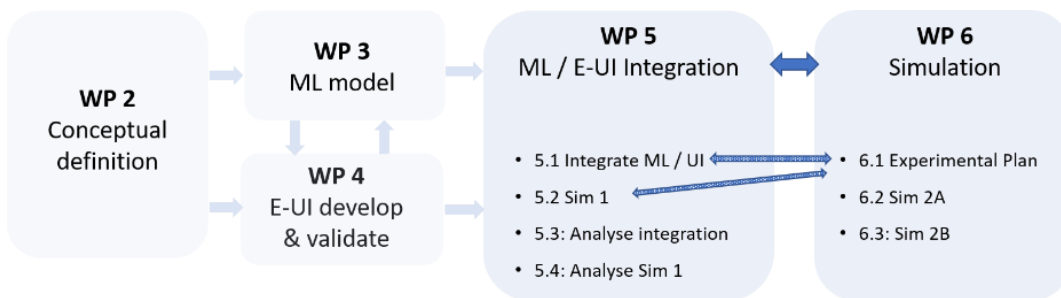 WP 2
Conceptual
definition
WP 3
ML model
WP 4
E-UI develop
& validate
WP 5
ML / E-UI Integration
• 5.1 Integrate ML / UI
• 5.2 Sim 1
• 5.3: Analyse integration
• 5.4: Analyse Sim 1
WP 6
Simulation
• 6.1 Experimental Plan
• 6.2 Sim 2A
• 6.3: Sim 2B